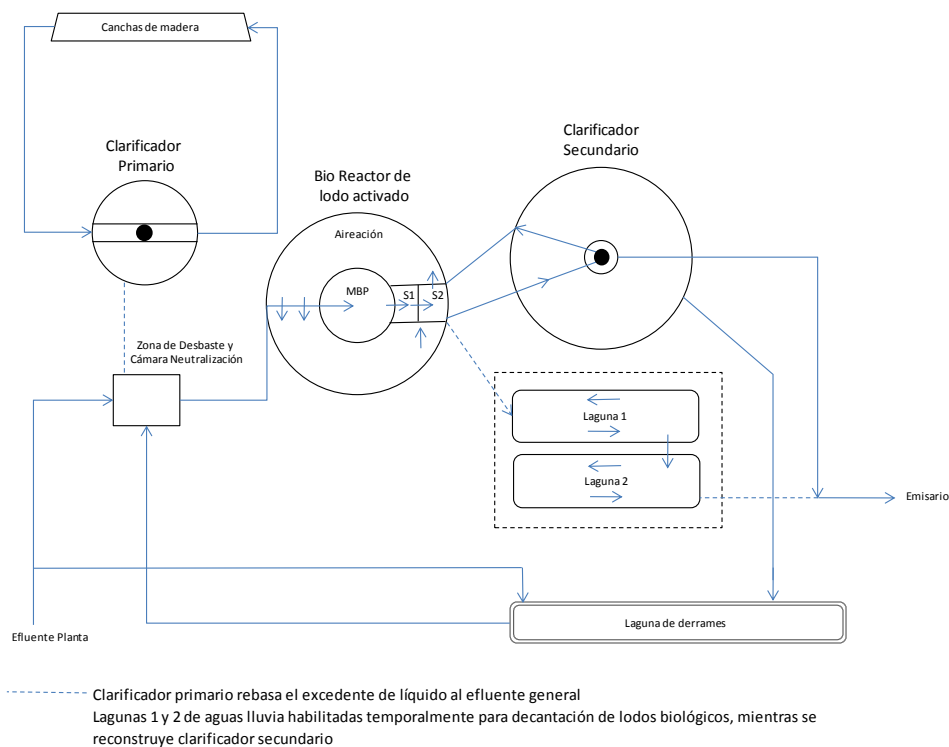 Canchas de madera
Clarificador
Primario
Clarificador
Secundario
Bio Reactor de
lodo activado
Aireación
MBP
S1
S2
Zona de Desbaste y
Cámara Neutralización
Laguna 1
Laguna 2
Emisario
Efluente Planta
Laguna de derrames
Clarificador primario rebasa el excedente de líquido al efluente general
Lagunas 1 y 2 de aguas lluvia habilitadas temporalmente para decantación de lodos biológicos, mientras se
reconstruye clarificador secundario